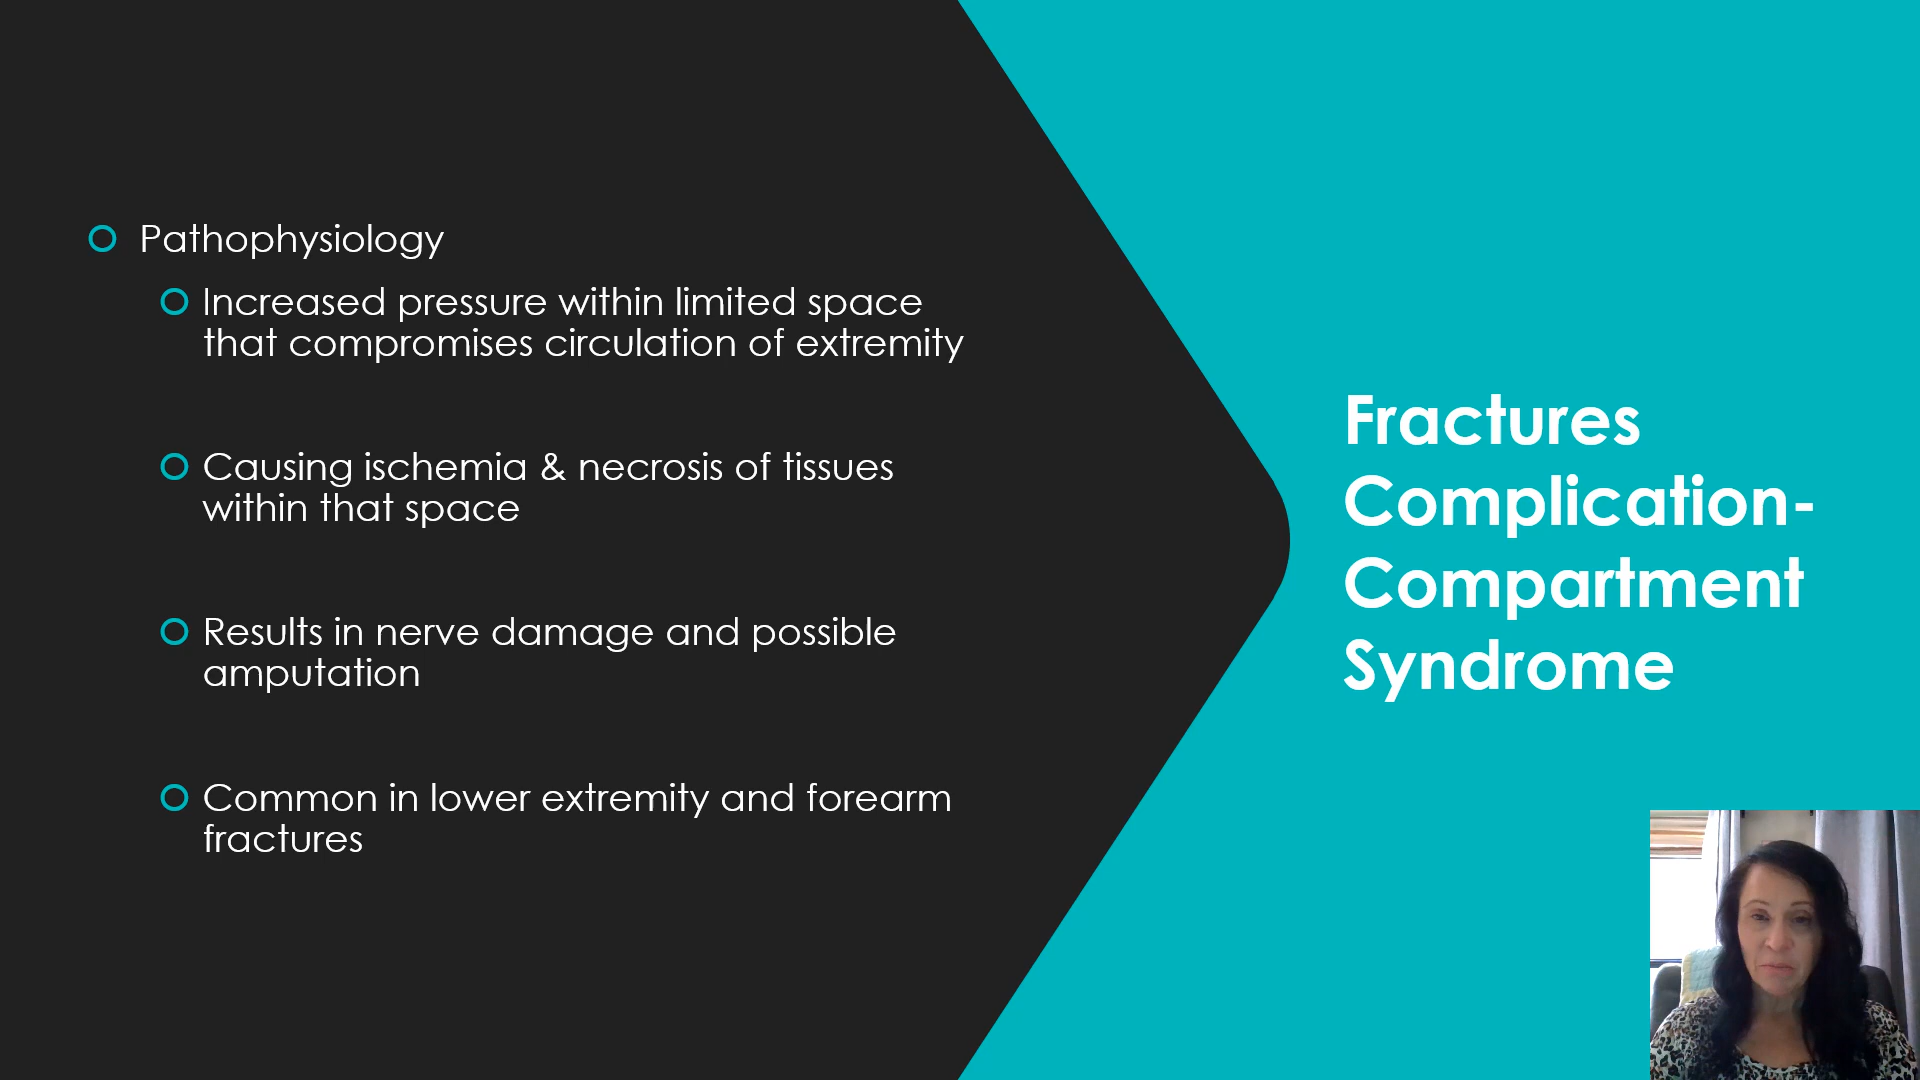 Pathophysiology
Increased pressure within limited space
that compromises circulation of extremity
Causing ischemia & necrosis of tissues
within that space
Results in nerve damage and possible
amputation
Common in lower extremity and forearm
fractures
Fractures
Complication-
Compartment
Syndrome